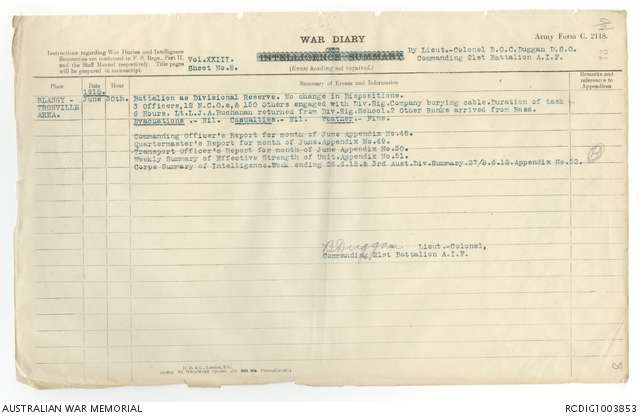 WAR DIARY
Army Form C. 2118.
INTELLIGENCE SUMMARY
(Erase heading not required.)
By Lieut.-Colonel B.O.C.Duggan D.S.O.
Commanding 21st Battalion A.I.F.
Instructions regarding War Diaries and Intelligence
Summaries are contained in F. S. Regs., Part II.
and the Staff Manual respectively. Title pages
will be prepared in manuscript.
Vol.XXIII.
Sheet No.8.
Place
Date
Hour
Summary of Events and Information
Remarks and
reference to
Appendices
1918.
BLANGY -
TRONVILLE
AREA.
June 30th.
Battalion as Divisional Reserve. No change in Dispositions.
3 Officers,12 N.C.Os,& 150 Others engaged with Div.Sig.Company burying cable.Duration of task
6 Hours. Lt.L.J.A.Buchanan returned from Div.Sig.School.2 Other Ranks arrived from Base.
Evacuations .- Nil. Casualties.- Nil. Weather.- Fine.
Commanding Officer's Report for month of June Appendix No.48.
Quartermaster's Report for month of June.Appendix No.49.
Transport Officer's Report for month of June Appendix No.50.
Weekly Summary of Effective Strength of Unit.Appendix No.51.
Corps Summary of Intelligence.Week ending 26.6.18.& 3rd Aust.Div.Summary.27/8.6.18.Appendix No.52.
BDuggan Lieut.-Colonel,
Commanding 21st Battalion A.I.F.
AUSTRALIAN WAR MEMORIAL
RCDIG1003853